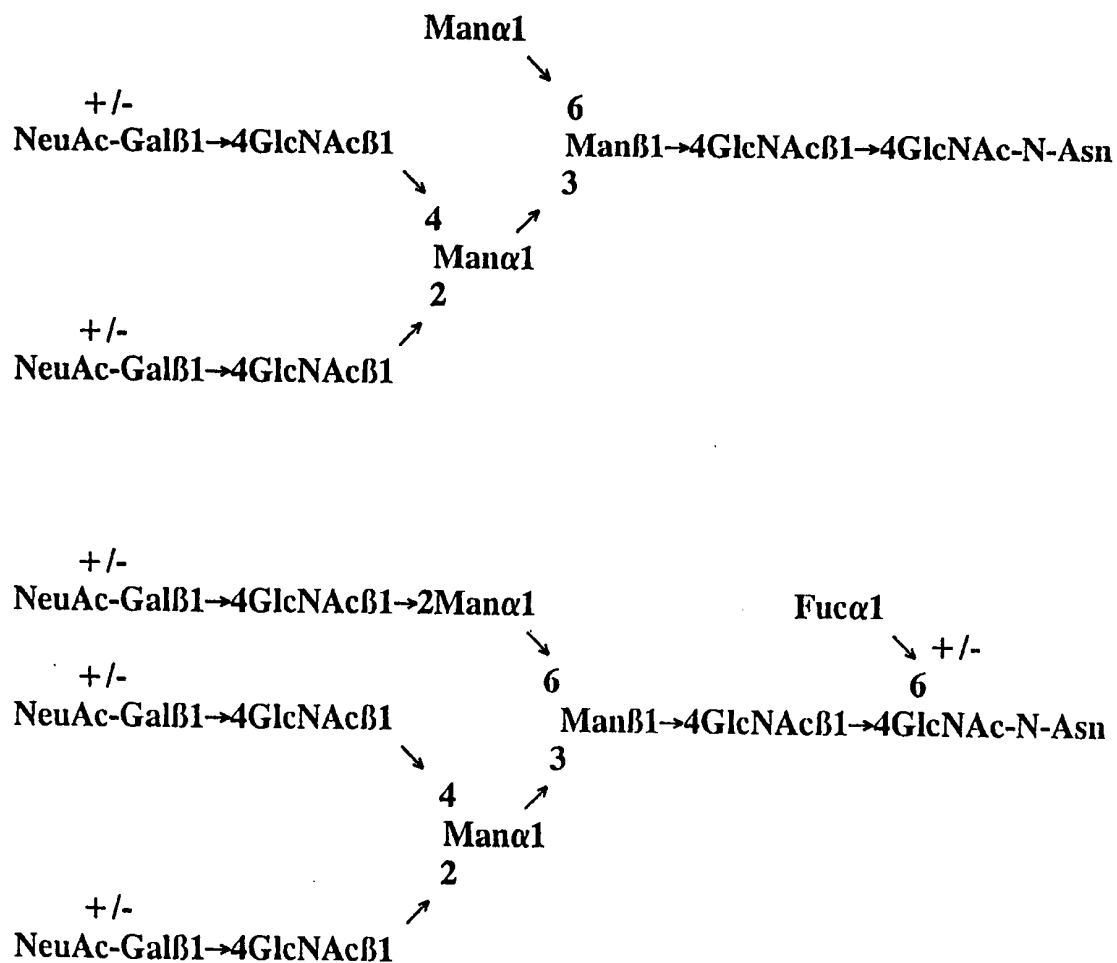 Manα1
+/-
6
NeuAc-Galß1→4GlcNAcß1
Manß1→4GlcNAcß1→4GlcNAc-N-Asn
3
4
Manα1
2
+/-
NeuAc-Galß1→4GlcNAcß1
+/-
NeuAc-Galß1→4GlcNAcß1→2Manα1
Fucα1
+/-
+/-
6
6
NeuAc-Galß1→4GlcNAcß1
Manß1→4GlcNAcß1→4GlcNAc-N-Asn
3
4
Manα1
2
+/-
NeuAc-Galß1→4GlcNAcß1